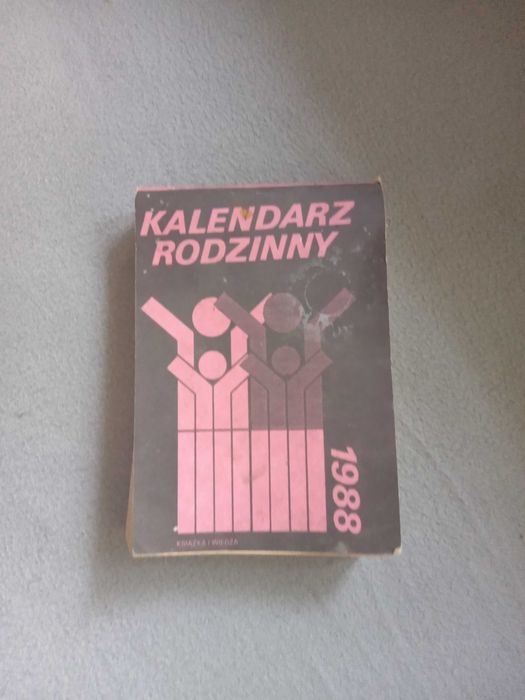 KALENDARZ
RODZINNY
1988
KSIĄŻKA I WIEDZA